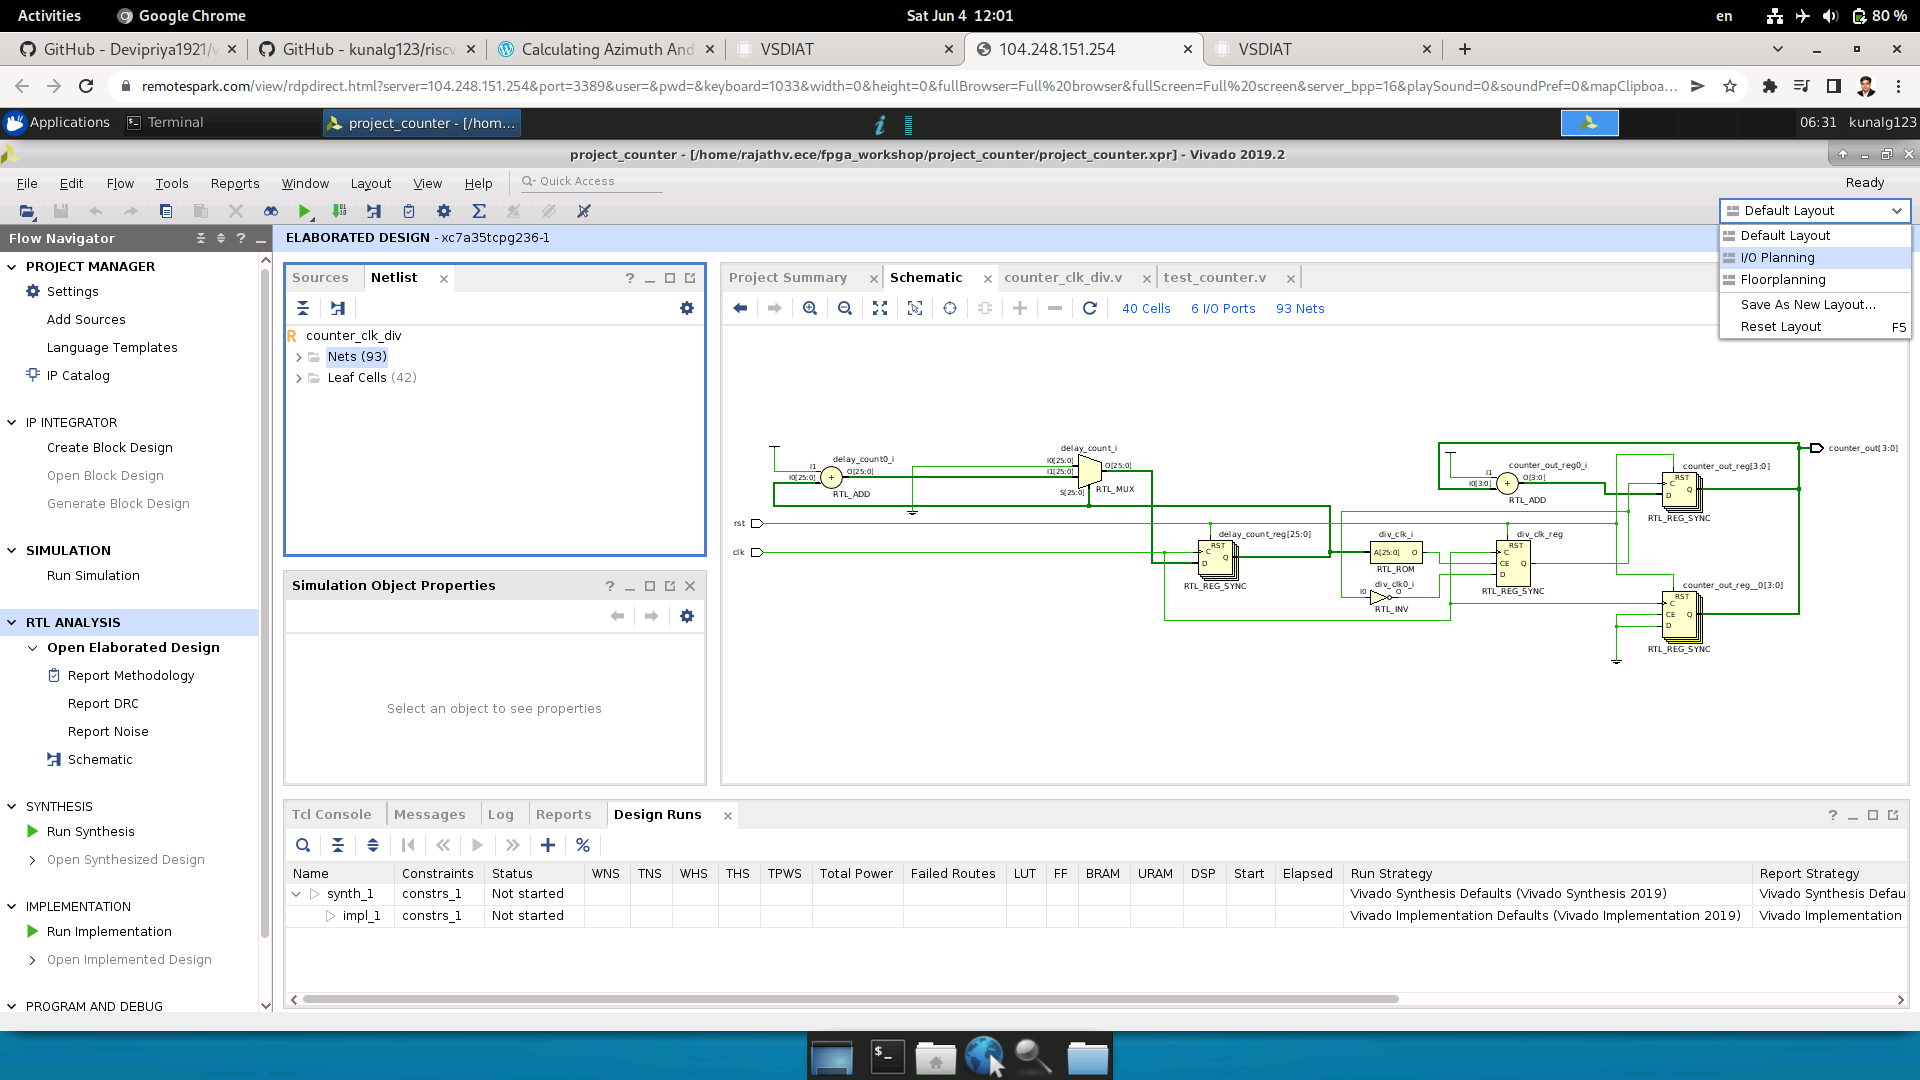 Activities Google Chrome Sat Jun 4 12:01 en 80 %
GitHub - Devipriya1921/v GitHub - kunalg123/riscv Calculating Azimuth And VSDIAT 104.248.151.254 VSDIAT
remotespark.com/view/rdpdirect.html?server=104.248.151.254&port=3389&user=&pwd=&keyboard=1033&width=0&height=0&fullBrowser=Full%20browser&fullScreen=Full%20screen&server_bpp=16&playSound=0&soundPref=0&mapClipboa...
Applications Terminal project_counter - [/hom... 06:31 kunalg123
project_counter - [/home/rajathv.ece/fpga_workshop/project_counter/project_counter.xpr] - Vivado 2019.2
File Edit Flow Tools Reports Window Layout View Help Quick Access Ready
Default Layout
Flow Navigator ? ELABORATED DESIGN - xc7a35tcpg236-1
Default Layout
I/O Planning
Floorplanning
Save As New Layout...
Reset Layout F5
PROJECT MANAGER
Settings
Add Sources
Language Templates
IP Catalog
IP INTEGRATOR
Create Block Design
Open Block Design
Generate Block Design
SIMULATION
Run Simulation
RTL ANALYSIS
Open Elaborated Design
Report Methodology
Report DRC
Report Noise
Schematic
SYNTHESIS
Run Synthesis
Open Synthesized Design
IMPLEMENTATION
Run Implementation
Open Implemented Design
PROGRAM AND DEBUG
Sources Netlist ?
R counter_clk_div
Nets (93)
Leaf Cells (42)
Simulation Object Properties ?
Select an object to see properties
Project Summary Schematic counter_clk_div.v test_counter.v
40 Cells 6 I/O Ports 93 Nets
delay_count_i counter_out[3:0]
delay_count0_i I0[25:0] O[25:0] counter_out_reg0_i counter_out_reg[3:0]
I1 O[25:0] I1[25:0] I1 O[3:0] RST
I0[25:0] + I0[3:0] + C Q
RTL_ADD S[25:0] RTL_MUX RTL_ADD D
RTL_REG_SYNC
rst
delay_count_reg[25:0] div_clk_i div_clk_reg
clk RST C Q D A[25:0] O RST C CE Q D
RTL_ROM
RTL_REG_SYNC div_clk0_i RTL_REG_SYNC counter_out_reg__0[3:0]
I0 O RST
RTL_INV C CE Q D
RTL_REG_SYNC
Tcl Console Messages Log Reports Design Runs ?
Name Constraints Status WNS TNS WHS THS TPWS Total Power Failed Routes LUT FF BRAM URAM DSP Start Elapsed Run Strategy Report Strategy
synth_1 constrs_1 Not started Vivado Synthesis Defaults (Vivado Synthesis 2019) Vivado Synthesis Defau
impl_1 constrs_1 Not started Vivado Implementation Defaults (Vivado Implementation 2019) Vivado Implementation